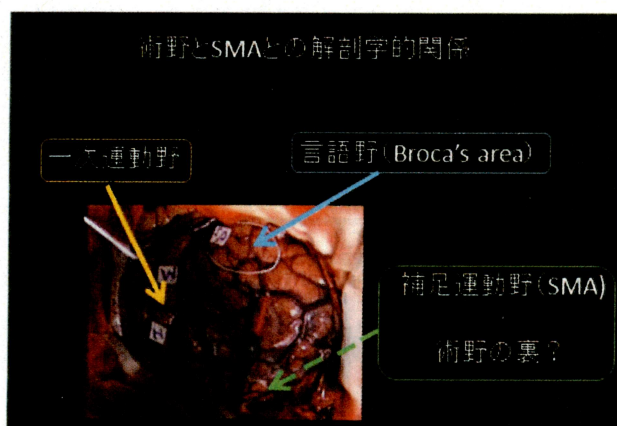 術野とSMAとの解剖学的関係
一次運動野
言語野(Broca's area)
補足運動野(SMA)
術野の裏?
M
H